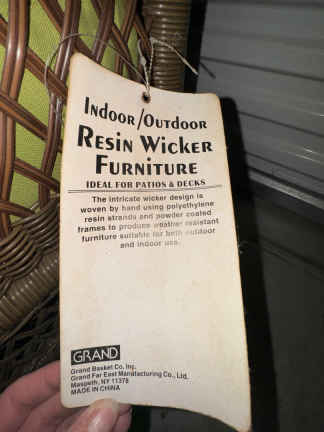 INDOOR/OUTDOOR
RESIN WICKER
FURNITURE
IDEAL FOR PATIOS & DECKS
The intricate wicker design is
woven by hand using polyethylene
resin strands and powder coated
frames to produce weather resistant
furniture suitable for both outdoor
and indoor use.
GRAND
Grand Basket Co. Inc.
Grand Far East Manufacturing Co., Ltd.
Maspeth, NY 11378
MADE IN CHINA